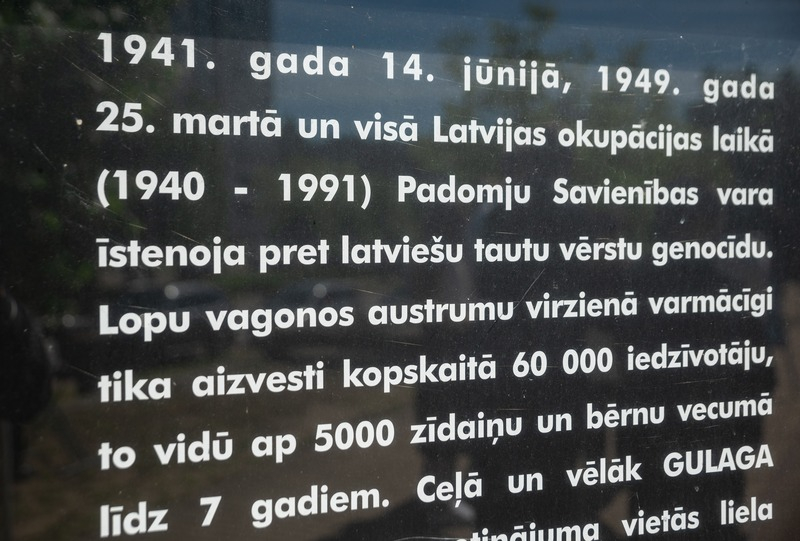 1941. gada 14. jūnijā, 1949. gada
25. martā un visā Latvijas okupācijas laikā
(1940 - 1991) Padomju Savienības vara
īstenoja pret latviešu tautu vērstu genocīdu.
Lopu vagonos austrumu virzienā varmācīgi
tika aizvesti kopskaitā 60 000 iedzīvotāju,
to vidū ap 5000 zīdaiņu un bērnu vecumā
līdz 7 gadiem. Ceļā un vēlāk GULAGA
vietās liela